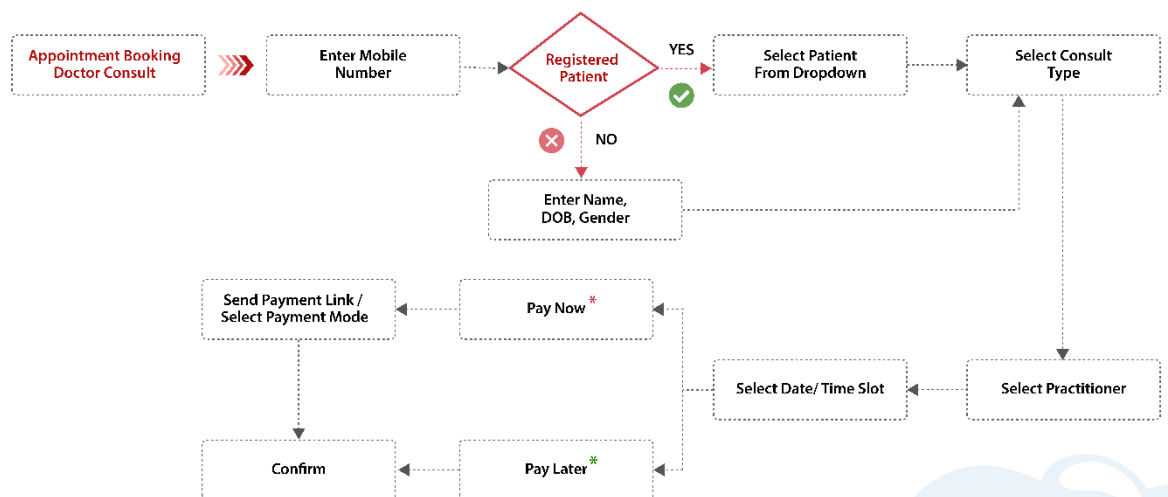 Appointment Booking
Doctor Consult
Enter Mobile
Number
Registered
Patient
YES
Select Patient
From Dropdown
Select Consult
Type
NO
Enter Name,
DOB, Gender
Send Payment Link /
Select Payment Mode
Pay Now *
Select Date/ Time Slot
Select Practitioner
Confirm
Pay Later *